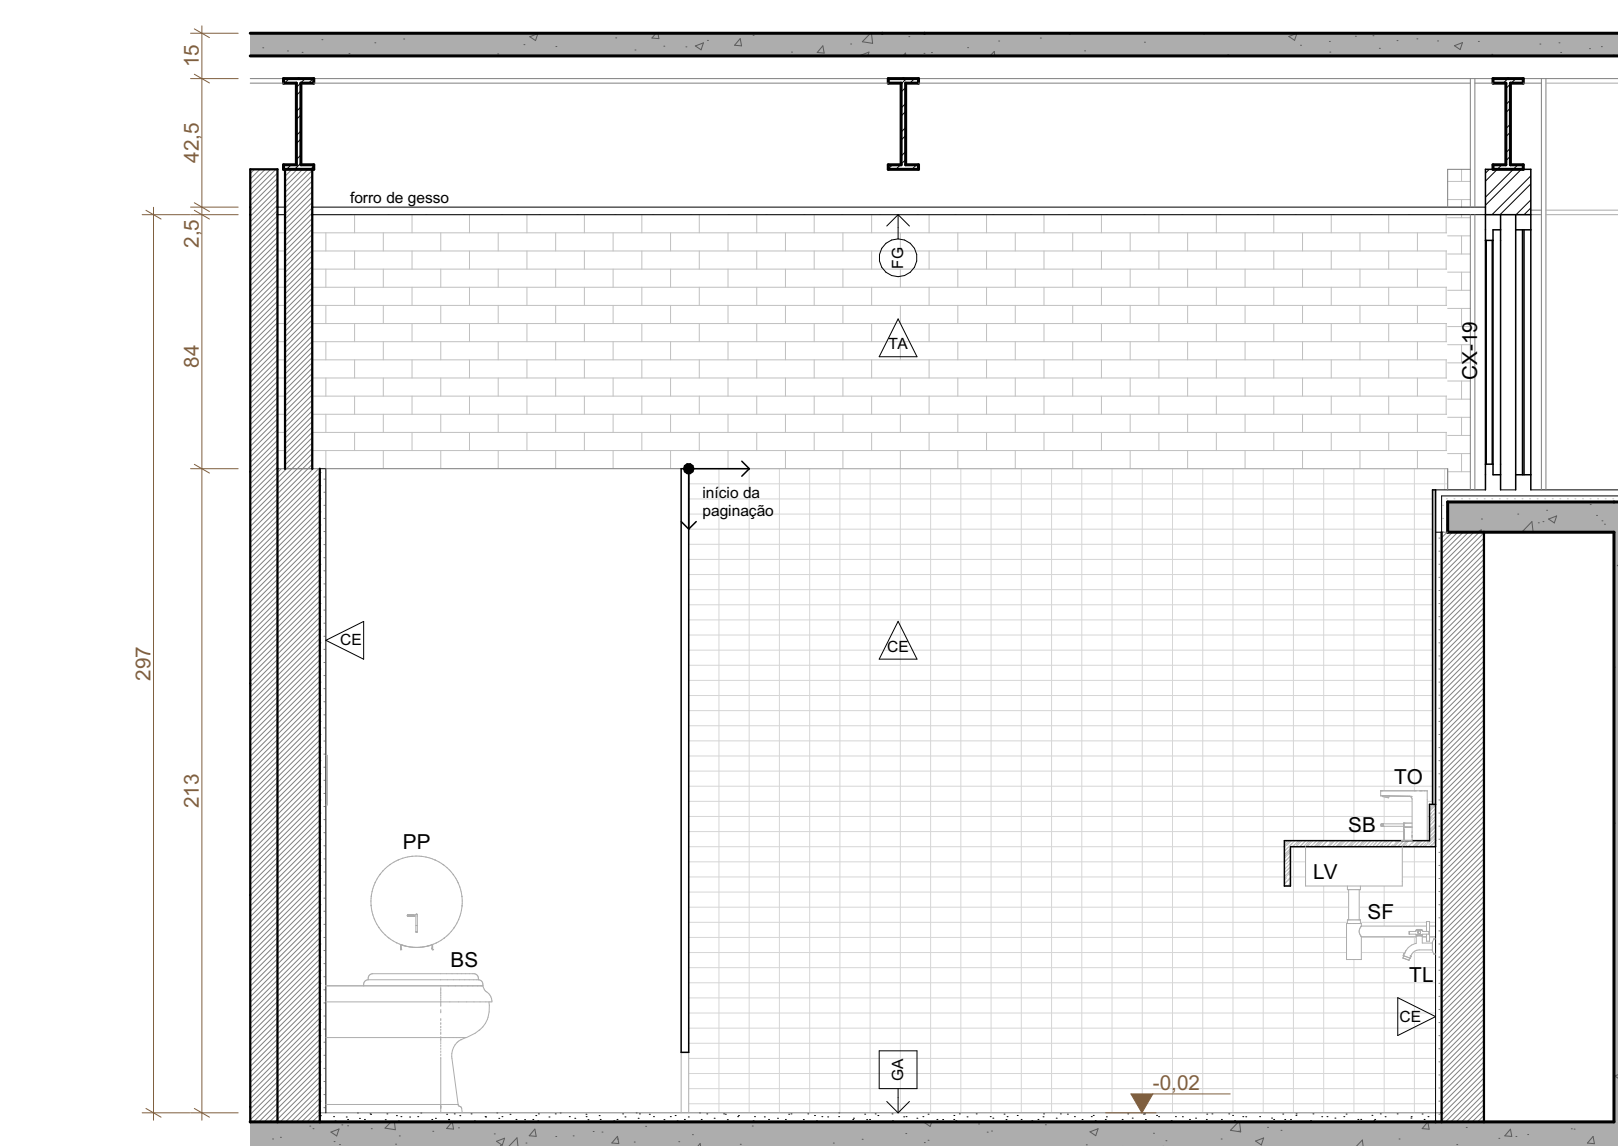 15
42,5
forro de gesso
2,5
FG
TA
84
CX-19
início da
paginação
CE
CE
297
213
TO
SB
PP
LV
SF
BS
TL
CE
GA
-0,02